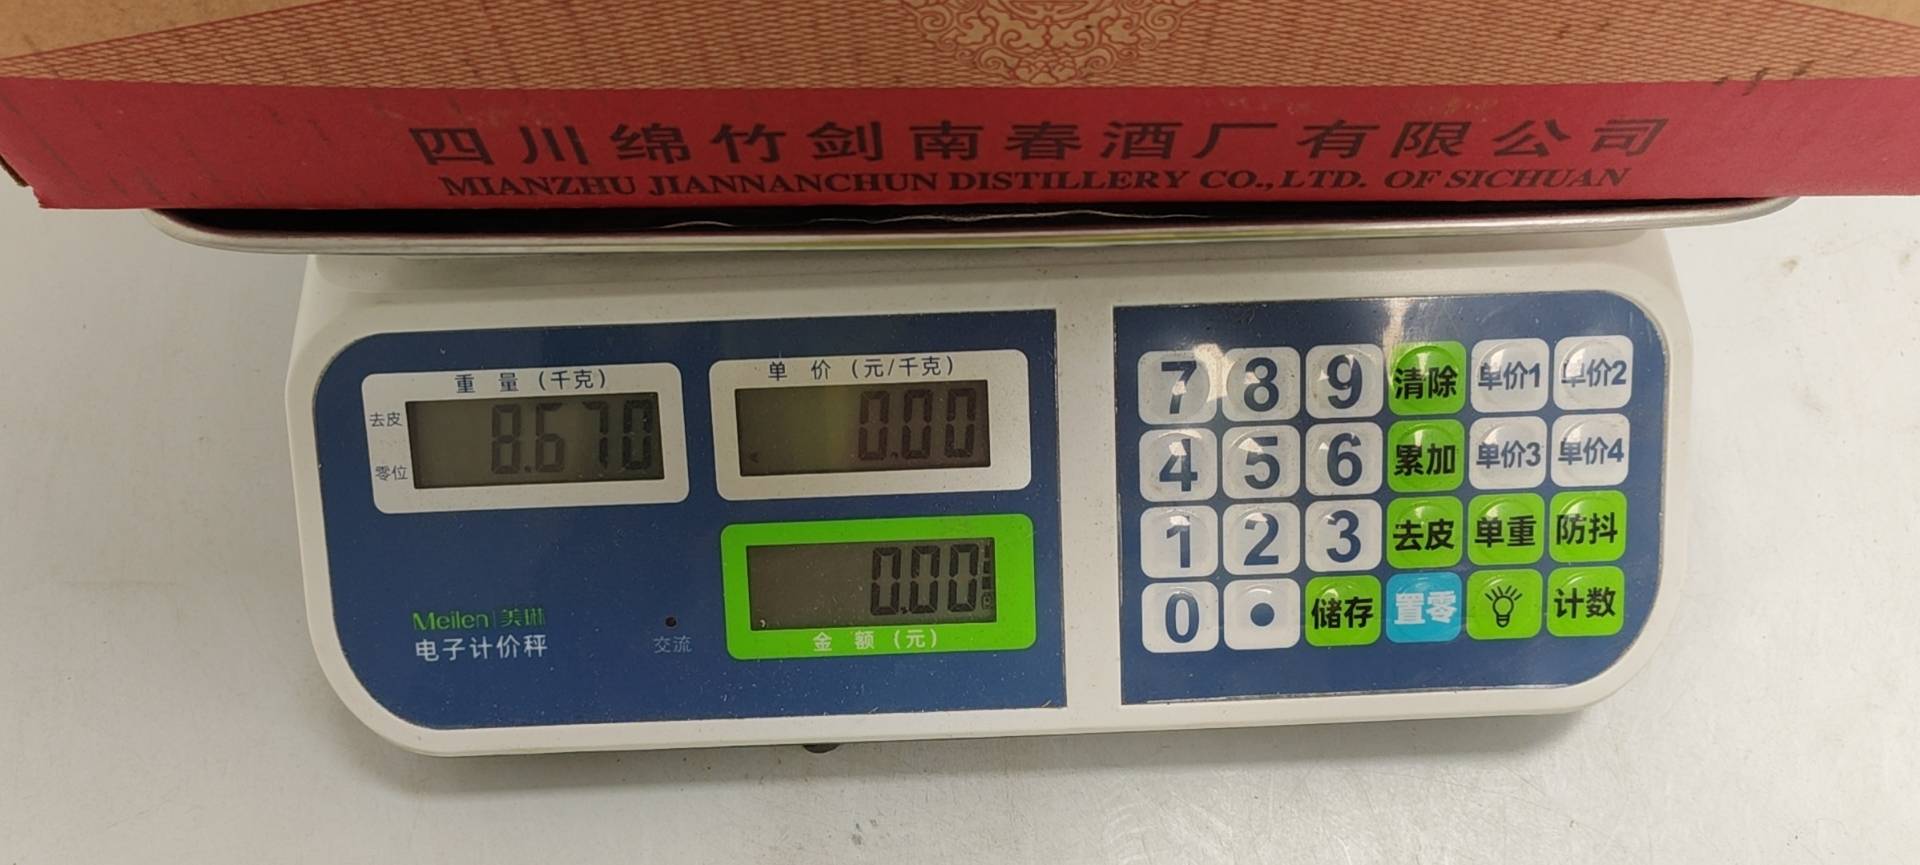 四川绵竹剑南春酒厂有限公司
MIANZHU JIANNANCHUN DISTILLERY CO.,LTD. OF SICHUAN
重 量 (千克)
去皮
零位
8.670
单 价 (元/千克)
0.00
0.00
金 额 (元)
Meilen|美琳
电子计价秤
交流
7 8 9 清除 单价1 单价2
4 5 6 累加 单价3 单价4
1 2 3 去皮 单重 防抖
0 • 储存 置零 计数